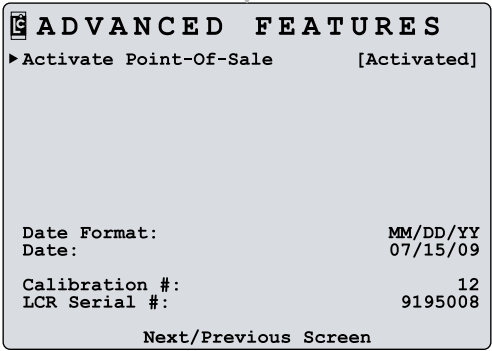 LC ADVANCED FEATURES
Activate Point-Of-Sale [Activated]
Date Format: MM/DD/YY
Date: 07/15/09
Calibration #: 12
LCR Serial #: 9195008
Next/Previous Screen